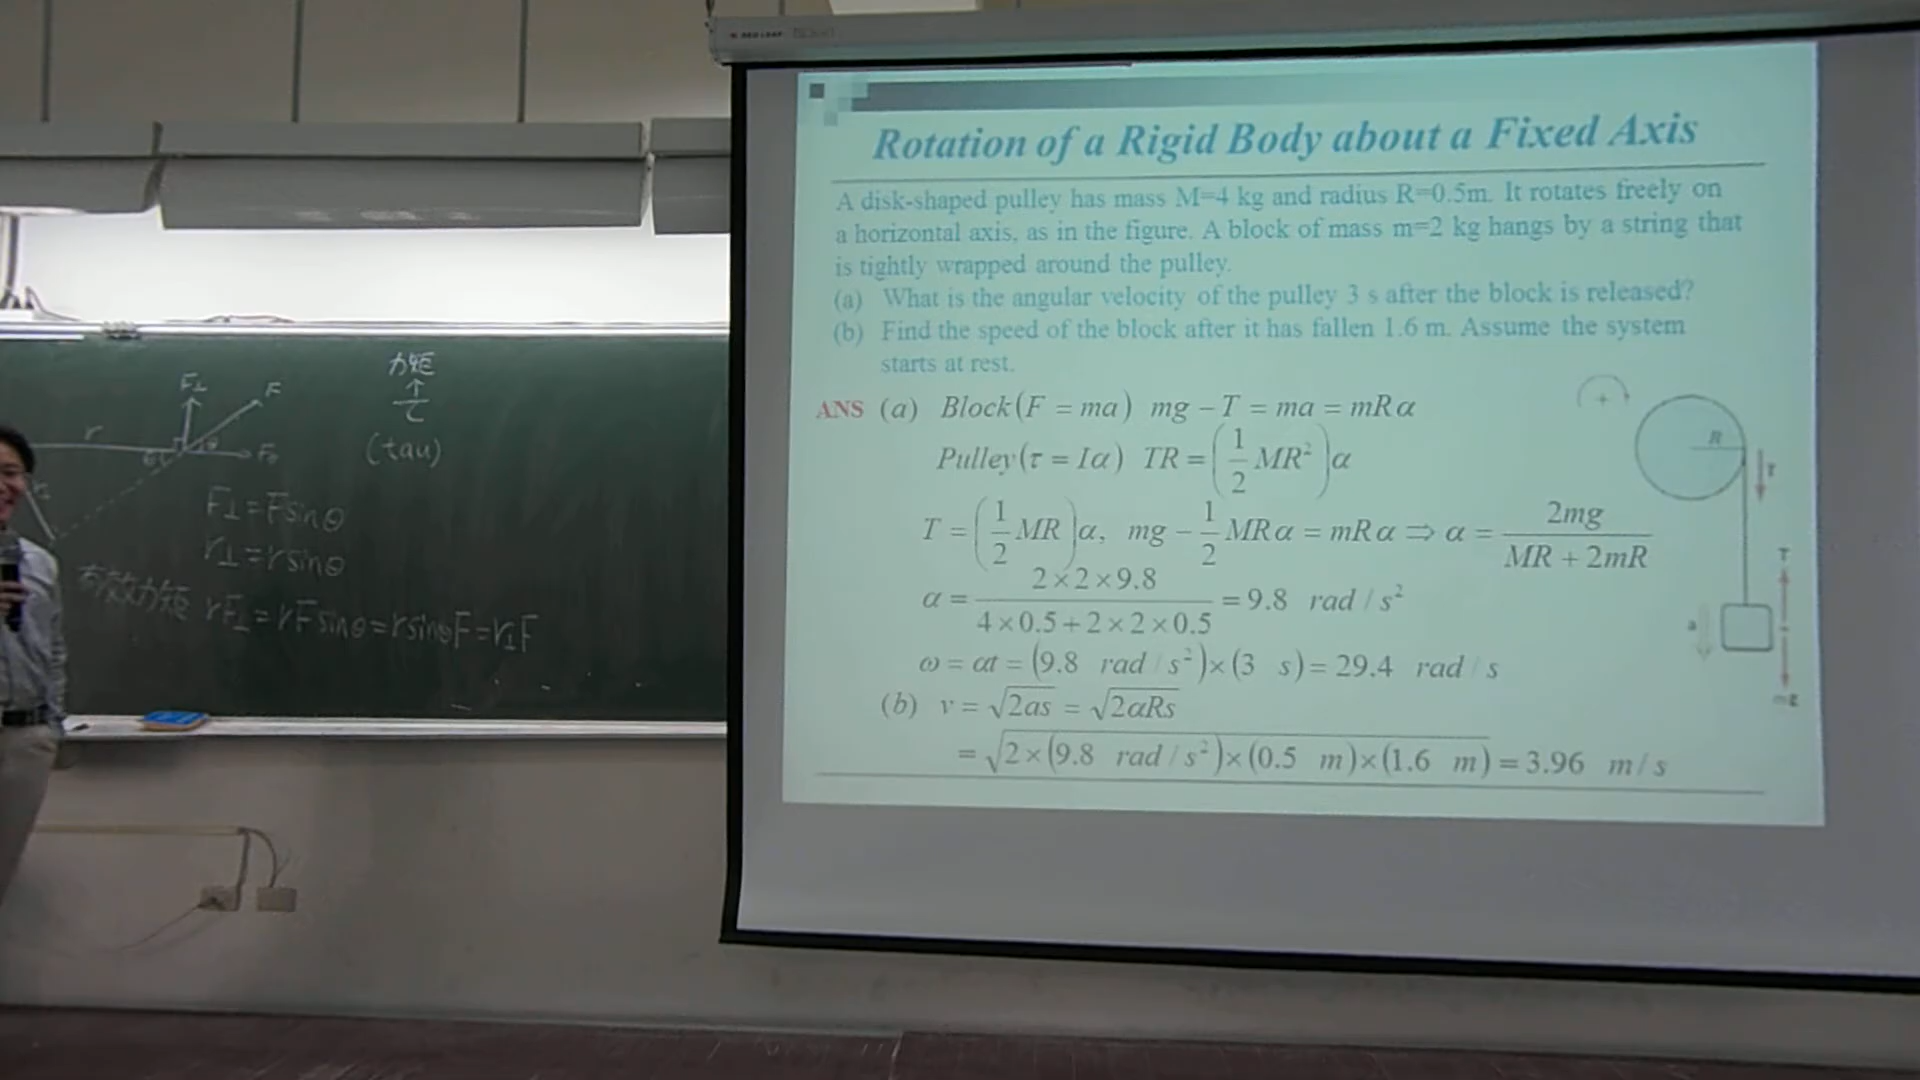 Rotation of a Rigid Body about a Fixed Axis
A disk-shaped pulley has mass M=4 kg and radius R=0.5m. It rotates freely on
a horizontal axis, as in the figure. A block of mass m=2 kg hangs by a string that
is tightly wrapped around the pulley.
(a) What is the angular velocity of the pulley 3 s after the block is released?
(b) Find the speed of the block after it has fallen 1.6 m. Assume the system
starts at rest.
ANS (a) Block(F = ma) mg − T = ma = mRα
Pulley(τ = Iα) TR = (1/2 MR²)α
T = (1/2 MR)α, mg − 1/2 MRα = mRα ⇒ α = 2mg / (MR + 2mR)
α = (2×2×9.8) / (4×0.5+2×2×0.5) = 9.8 rad / s²
ω = αt = (9.8 rad / s²)×(3 s) = 29.4 rad / s
(b) v = √2as = √2αRs
= √2×(9.8 rad / s²)×(0.5 m)×(1.6 m) = 3.96 m / s
+
R
T
T
a
mg
力矩
↑
τ
(tau)
F⊥
F
r
θ
F⊥=Fsinθ
r⊥=rsinθ
有效力矩 rF⊥=rFsinθ=rsinθF=r⊥F